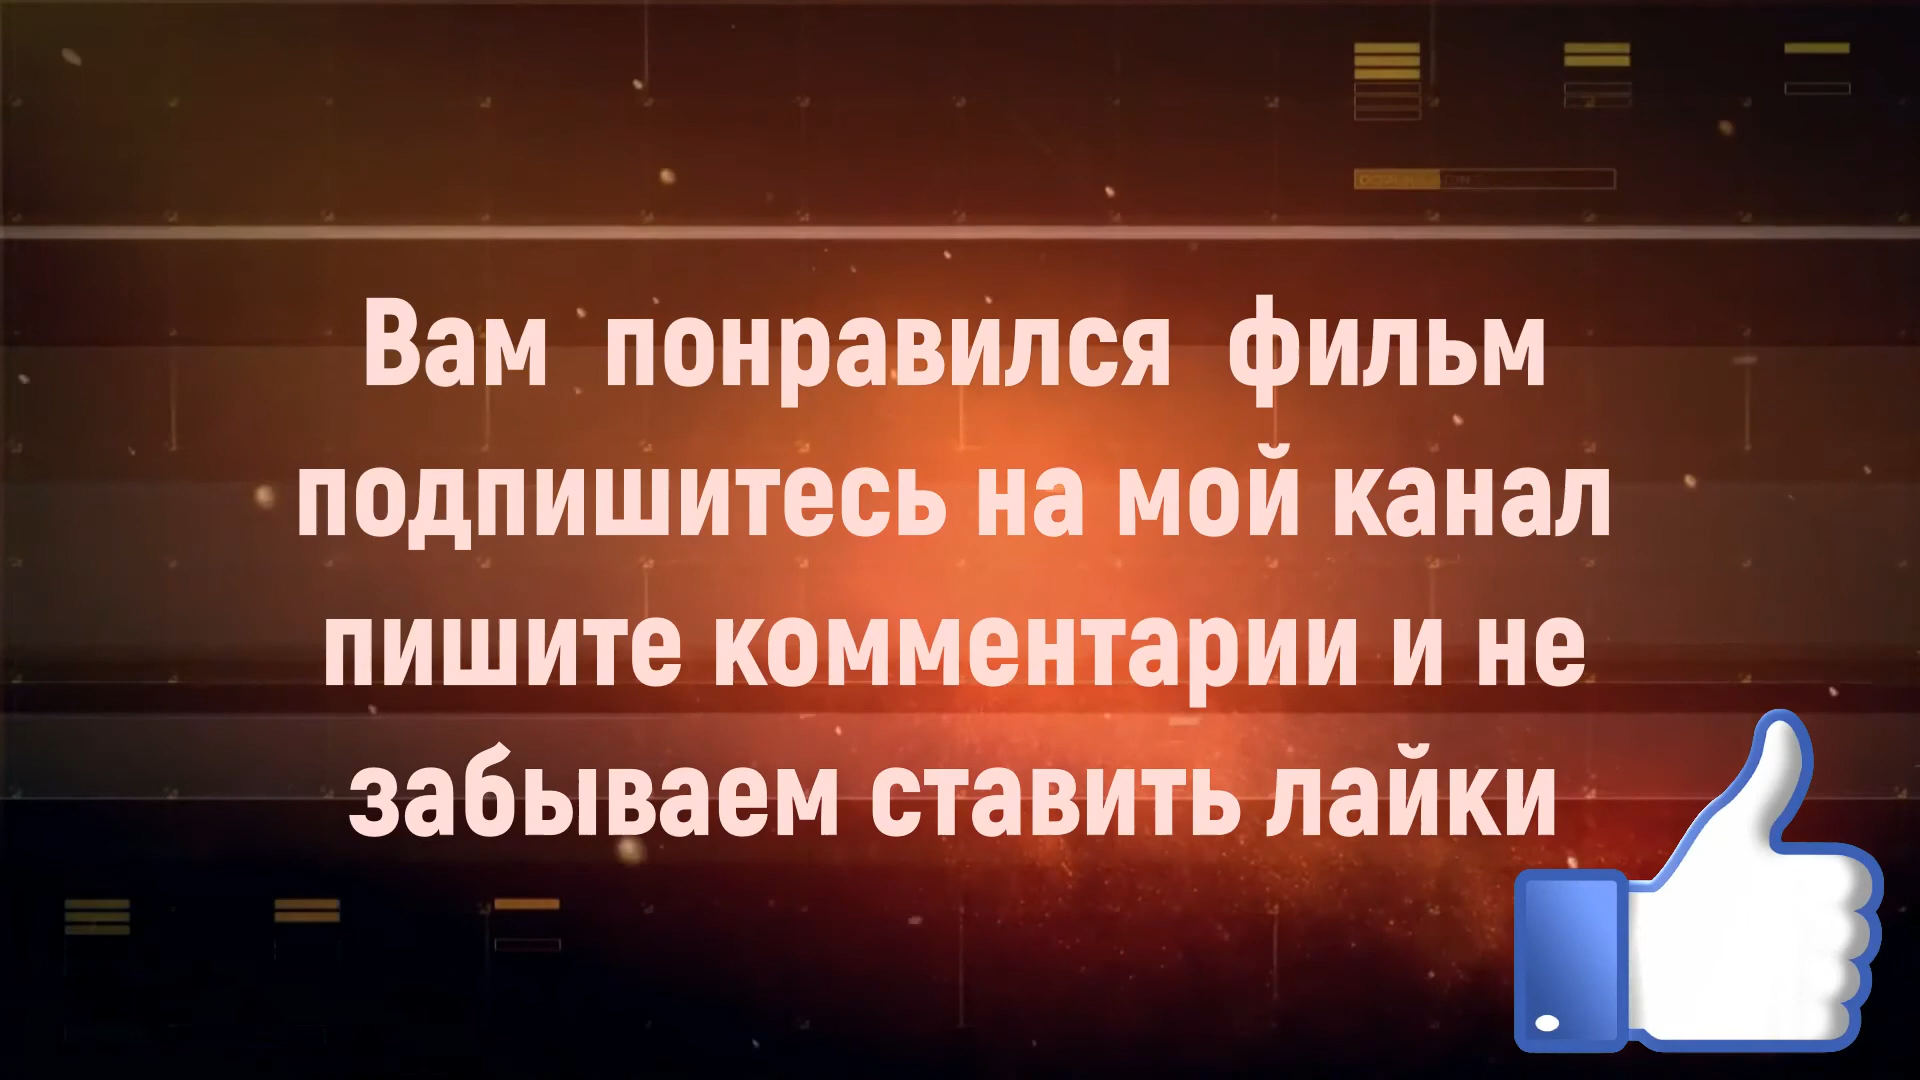 Вам понравился фильм
подпишитесь на мой канал
пишите комментарии и не
забываем ставить лайки